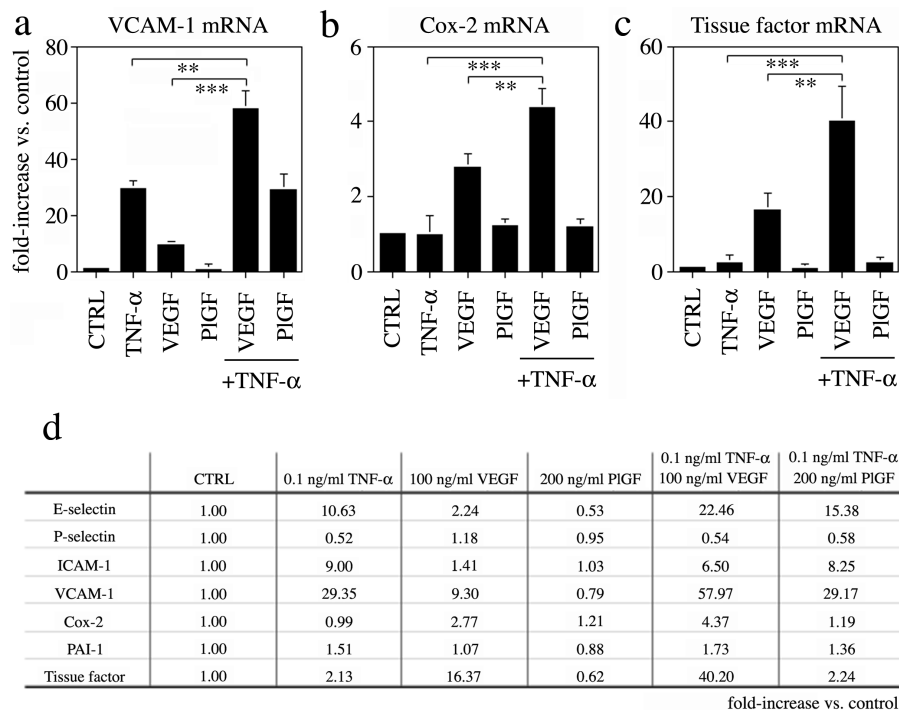 a VCAM-1 mRNA
fold-increase vs. control
80
60
40
20
0
** 
***
CTRL
TNF-α
VEGF
PlGF
VEGF
PlGF
+TNF-α
b Cox-2 mRNA
6
4
2
0
***
**
CTRL
TNF-α
VEGF
PlGF
VEGF
PlGF
+TNF-α
c Tissue factor mRNA
60
40
20
0
***
**
CTRL
TNF-α
VEGF
PlGF
VEGF
PlGF
+TNF-α
d
CTRL 0.1 ng/ml TNF-α 100 ng/ml VEGF 200 ng/ml PlGF 0.1 ng/ml TNF-α 100 ng/ml VEGF 0.1 ng/ml TNF-α 200 ng/ml PlGF
E-selectin 1.00 10.63 2.24 0.53 22.46 15.38
P-selectin 1.00 0.52 1.18 0.95 0.54 0.58
ICAM-1 1.00 9.00 1.41 1.03 6.50 8.25
VCAM-1 1.00 29.35 9.30 0.79 57.97 29.17
Cox-2 1.00 0.99 2.77 1.21 4.37 1.19
PAI-1 1.00 1.51 1.07 0.88 1.73 1.36
Tissue factor 1.00 2.13 16.37 0.62 40.20 2.24
fold-increase vs. control